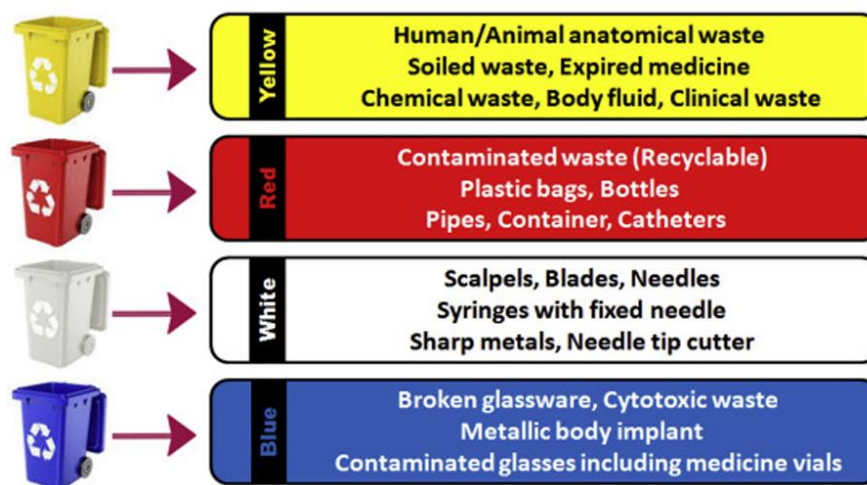 Yellow
Human/Animal anatomical waste
Soiled waste, Expired medicine
Chemical waste, Body fluid, Clinical waste
Red
Contaminated waste (Recyclable)
Plastic bags, Bottles
Pipes, Container, Catheters
White
Scalpels, Blades, Needles
Syringes with fixed needle
Sharp metals, Needle tip cutter
Blue
Broken glassware, Cytotoxic waste
Metallic body implant
Contaminated glasses including medicine vials